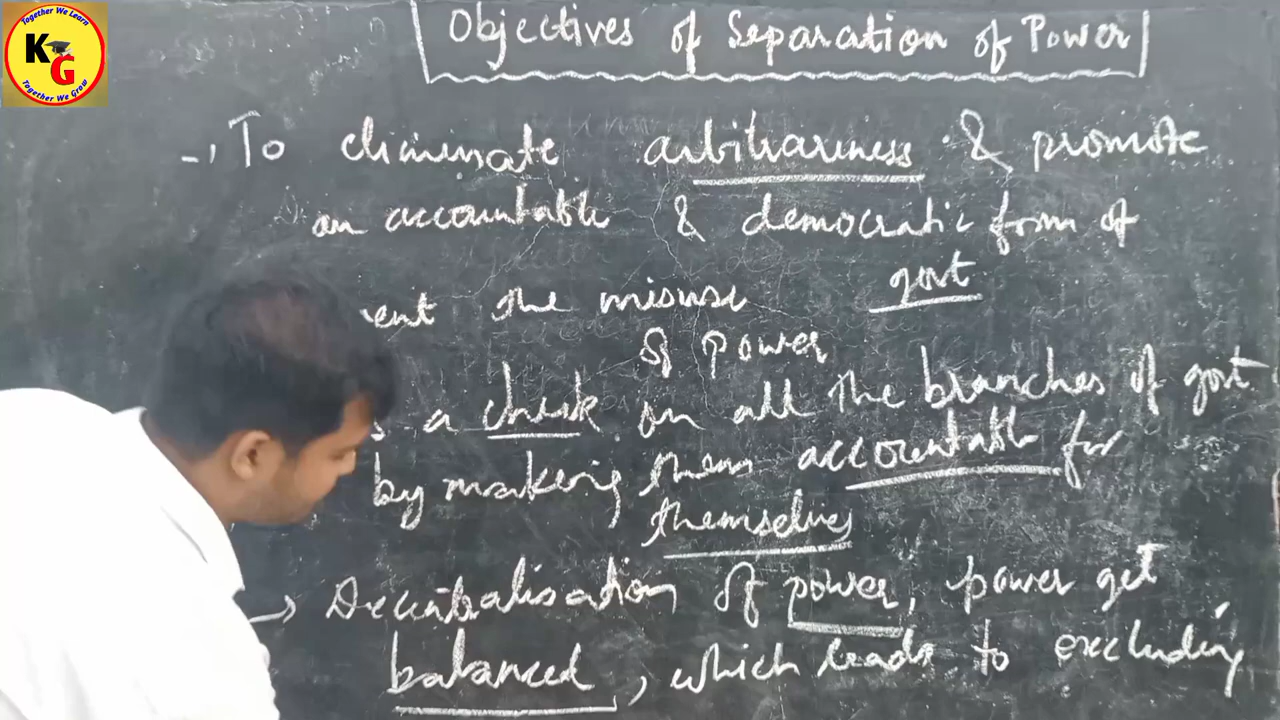 Together We Learn
KG
Together We Grow
Objectives of Separation of Power
-, To eliminate arbitrariness & promote
an accountable & democratic form of
govt
ent the misuse
of power
s a check on all the branches of govt
by making them accountable for
themselves
→ Decentralisation of power, power get
balanced, which leads to excluding